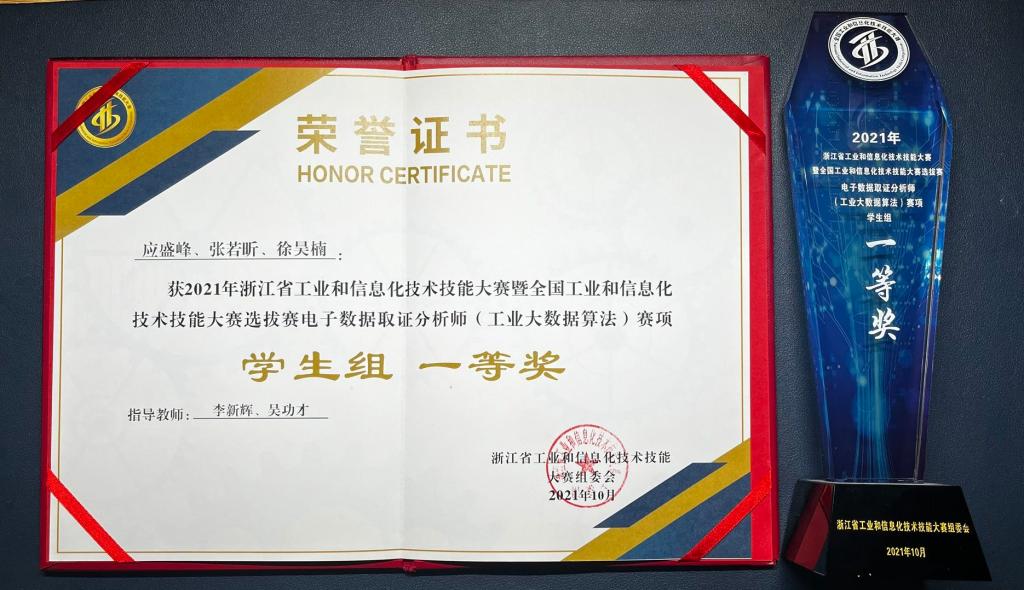 荣誉证书
HONOR CERTIFICATE
应盛峰、张若昕、徐吴楠：
获2021年浙江省工业和信息化技术技能大赛暨全国工业和信息化
技术技能大赛选拔赛电子数据取证分析师（工业大数据算法）赛项
学生组 一等奖
指导教师：李新辉、吴功才
浙江省工业和信息化技术技能
大赛组委会
2021年10月
2021年
浙江省工业和信息化技术技能大赛
暨全国工业和信息化技术技能大赛选拔赛
电子数据取证分析师
（工业大数据算法）赛项
学生组
一等奖
浙江省工业和信息化技术技能大赛组委会
2021年10月